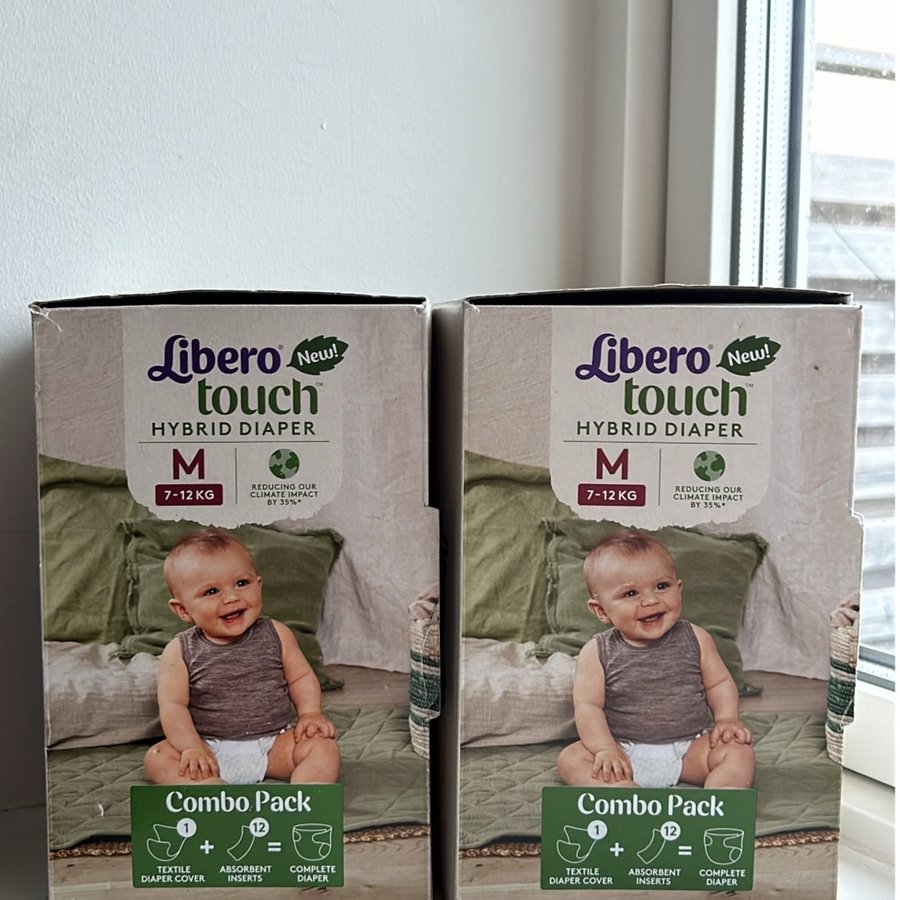 Libero® New!
touch™
HYBRID DIAPER
M
7-12 KG
REDUCING OUR
CLIMATE IMPACT
BY 35%*
Combo Pack
1 + 12 =
TEXTILE
DIAPER COVER
ABSORBENT
INSERTS
COMPLETE
DIAPER
Libero® New!
touch™
HYBRID DIAPER
M
7-12 KG
REDUCING OUR
CLIMATE IMPACT
BY 35%*
Combo Pack
1 + 12 =
TEXTILE
DIAPER COVER
ABSORBENT
INSERTS
COMPLETE
DIAPER